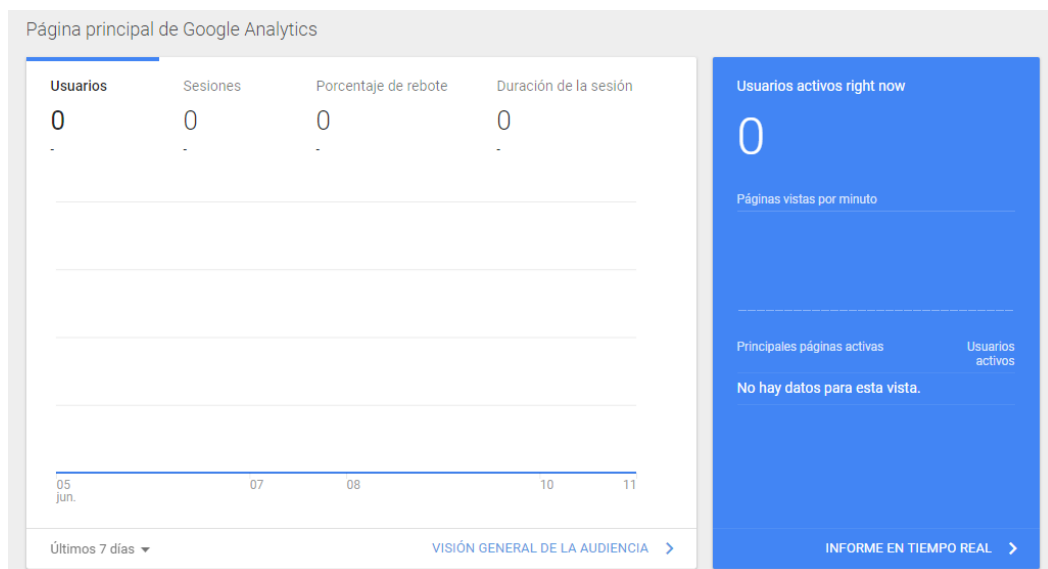 Página principal de Google Analytics
Usuarios Sesiones Porcentaje de rebote Duración de la sesión
0 0 0 0
- - - -
05 07 08 10 11
jun.
Últimos 7 días VISIÓN GENERAL DE LA AUDIENCIA
Usuarios activos right now
0
Páginas vistas por minuto
Principales páginas activas Usuarios
activos
No hay datos para esta vista.
INFORME EN TIEMPO REAL